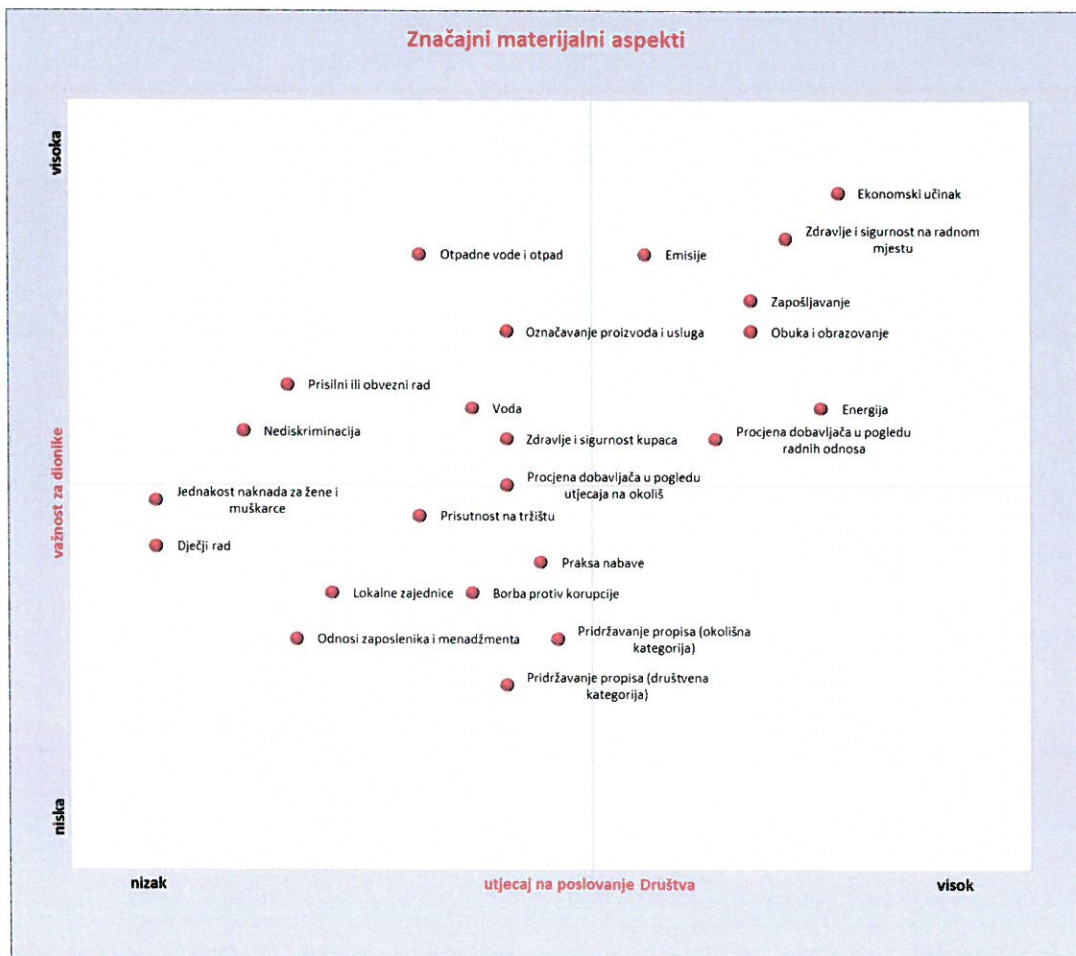 Značajni materijalni aspekti
visoka
Ekonomski učinak
Zdravlje i sigurnost na radnom
mjestu
Otpadne vode i otpad
Emisije
Zapošljavanje
Označavanje proizvoda i usluga
Obuka i obrazovanje
Prisilni ili obvezni rad
Voda
Energija
Nediskriminacija
Zdravlje i sigurnost kupaca
Procjena dobavljača u pogledu
radnih odnosa
važnost za dionike
Procjena dobavljača u pogledu
utjecaja na okoliš
Jednakost naknada za žene i
muškarce
Prisutnost na tržištu
Dječji rad
Praksa nabave
Lokalne zajednice
Borba protiv korupcije
Odnosi zaposlenika i menadžmenta
Pridržavanje propisa (okolišna
kategorija)
Pridržavanje propisa (društvena
kategorija)
niska
nizak
utjecaj na poslovanje Društva
visok